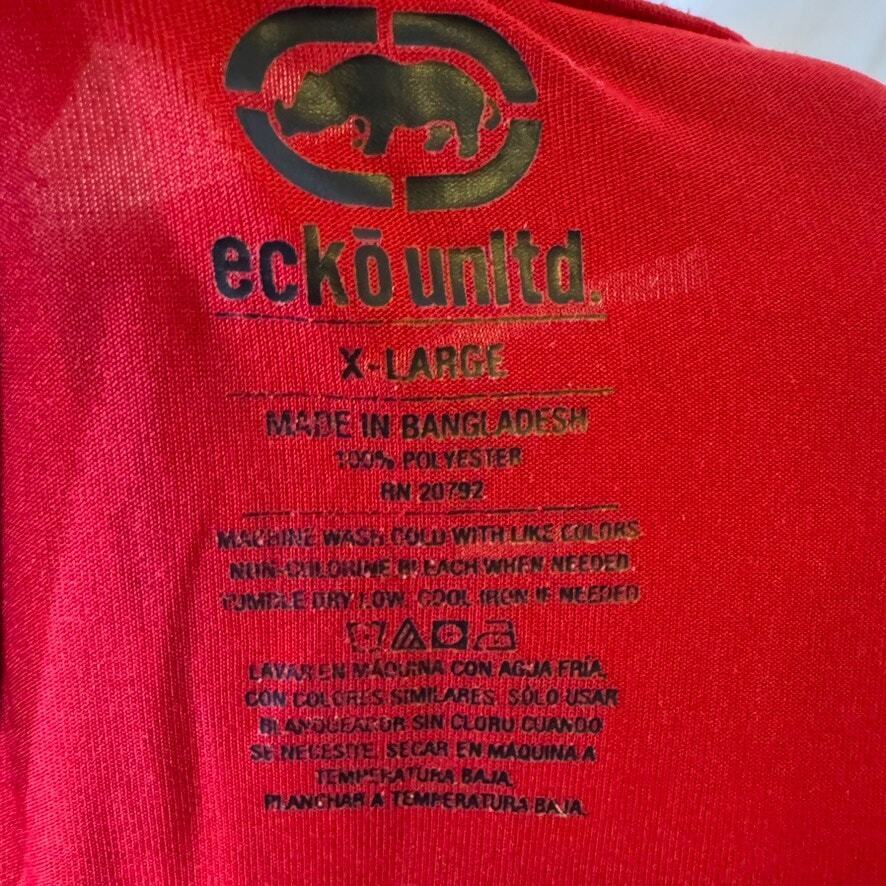 eckō unltd.
X-LARGE
MADE IN BANGLADESH
100% POLYESTER
RN 20792
MACHINE WASH COLD WITH LIKE COLORS
NON-CHLORINE BLEACH WHEN NEEDED.
TUMBLE DRY LOW. COOL IRON IF NEEDED
LAVAR EN MÁQUINA CON AGUA FRÍA,
CON COLORES SIMILARES. SÓLO USAR
BLANQUEADOR SIN CLORO CUANDO
SE NECESITE. SECAR EN MÁQUINA A
TEMPERATURA BAJA.
PLANCHAR A TEMPERATURA BAJA.